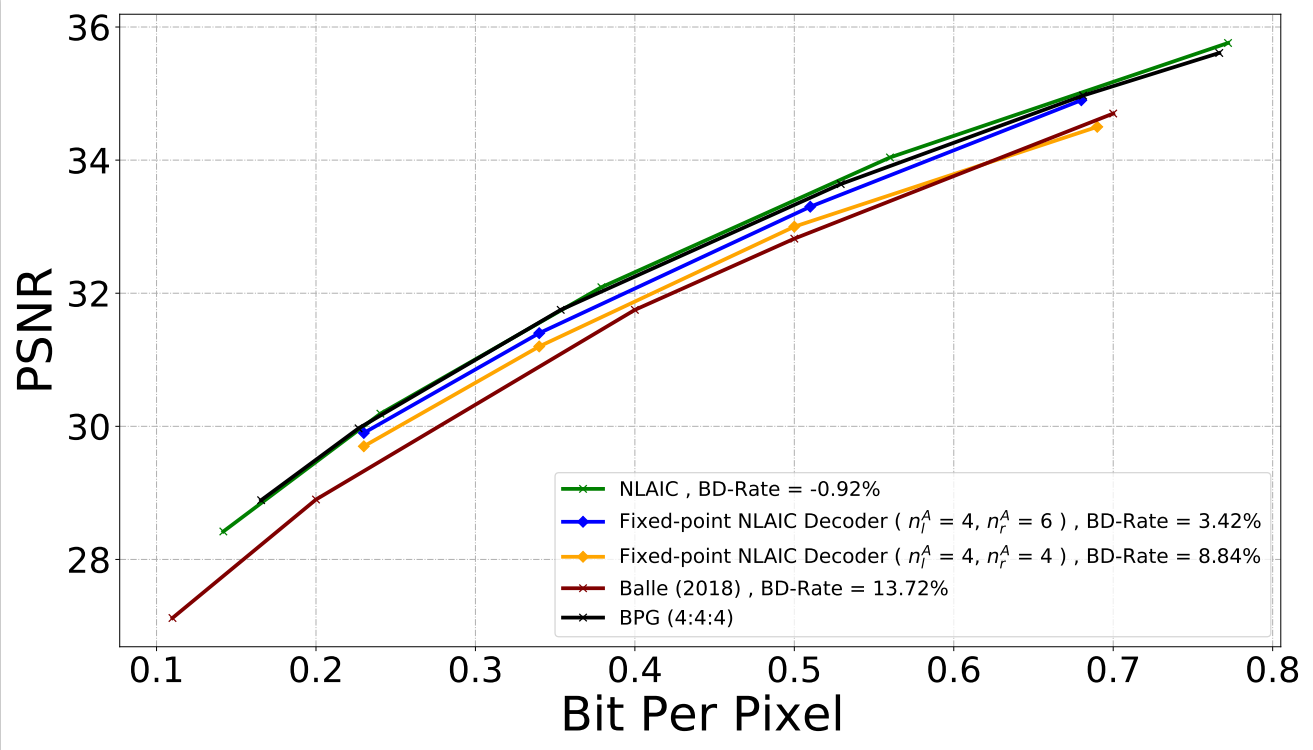 36
34
32
30
28
PSNR
NLAIC , BD-Rate = -0.92%
Fixed-point NLAIC Decoder ( $n_l^A$ = 4, $n_r^A$ = 6 ) , BD-Rate = 3.42%
Fixed-point NLAIC Decoder ( $n_l^A$ = 4, $n_r^A$ = 4 ) , BD-Rate = 8.84%
Balle (2018) , BD-Rate = 13.72%
BPG (4:4:4)
0.1 0.2 0.3 0.4 0.5 0.6 0.7 0.8
Bit Per Pixel